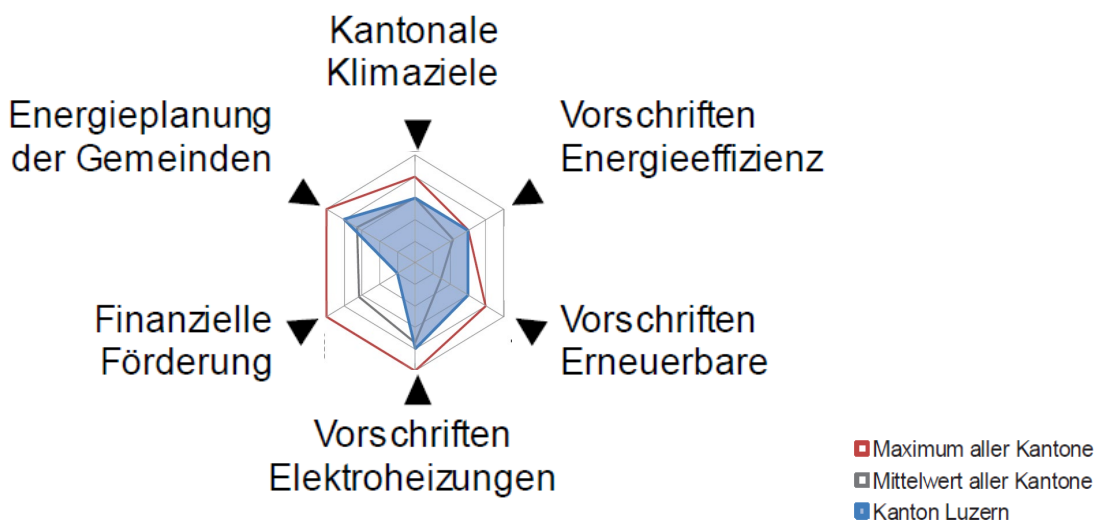 Kantonale
Klimaziele
Energieplanung
der Gemeinden
Vorschriften
Energieeffizienz
Finanzielle
Förderung
Vorschriften
Erneuerbare
Vorschriften
Elektroheizungen
Maximum aller Kantone
Mittelwert aller Kantone
Kanton Luzern